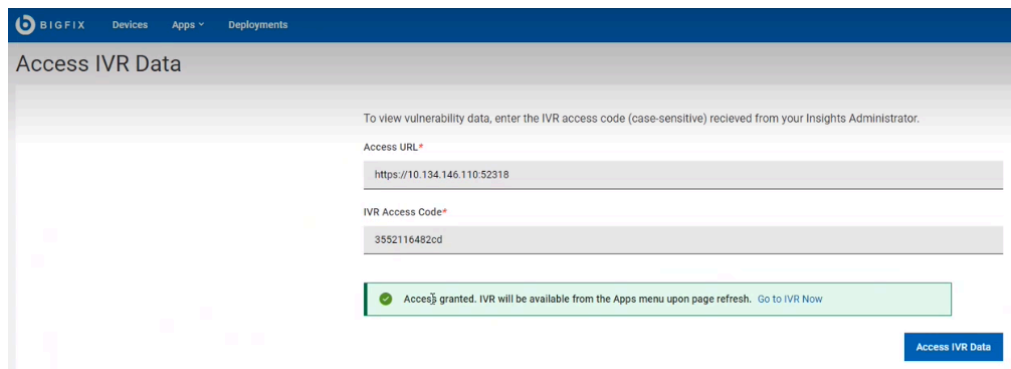 BIGFIX Devices Apps Deployments
Access IVR Data
To view vulnerability data, enter the IVR access code (case-sensitive) recieved from your Insights Administrator.
Access URL*
https://10.134.146.110:52318
IVR Access Code*
3552116482cd
Access granted. IVR will be available from the Apps menu upon page refresh. Go to IVR Now
Access IVR Data